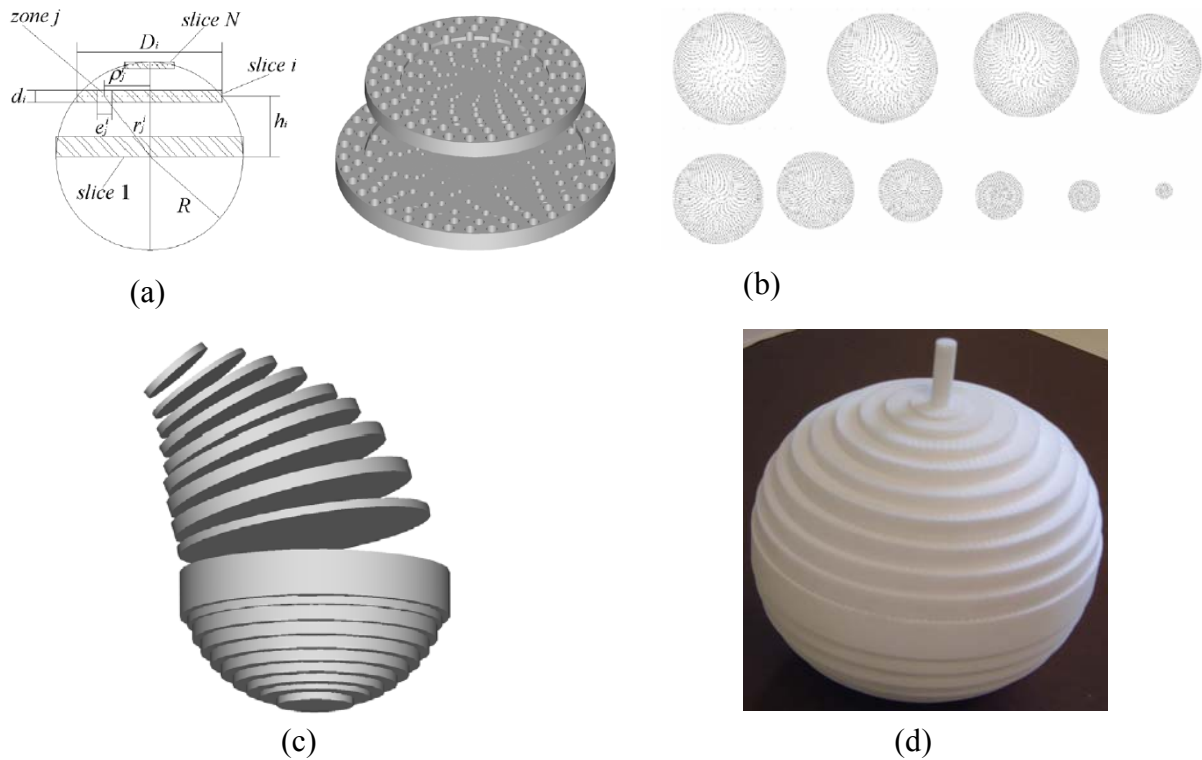 zone j
slice N
D_i
ρ_j^i
slice i
d_i
e_j^i
r_j^i
h_i
slice 1
R
(a)
(b)
(c)
(d)